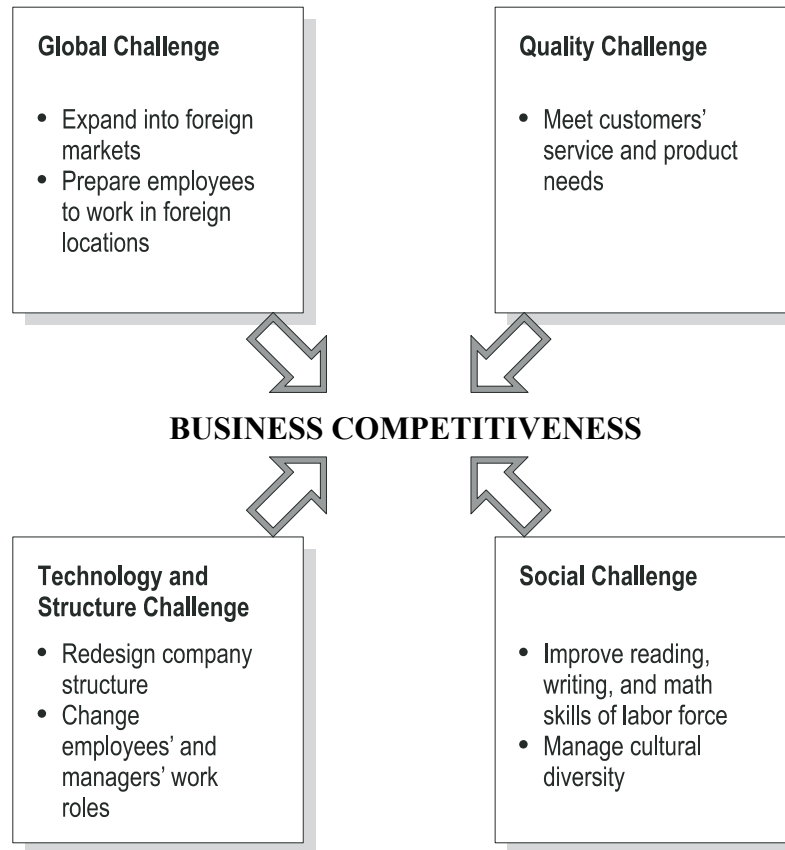 Global Challenge
• Expand into foreign
markets
• Prepare employees
to work in foreign
locations
Quality Challenge
• Meet customers’
service and product
needs
BUSINESS COMPETITIVENESS
Technology and
Structure Challenge
• Redesign company
structure
• Change
employees’ and
managers’ work
roles
Social Challenge
• Improve reading,
writing, and math
skills of labor force
• Manage cultural
diversity